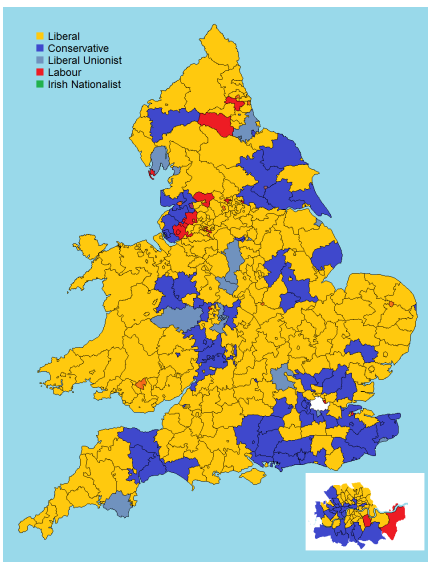 Liberal
Conservative
Liberal Unionist
Labour
Irish Nationalist